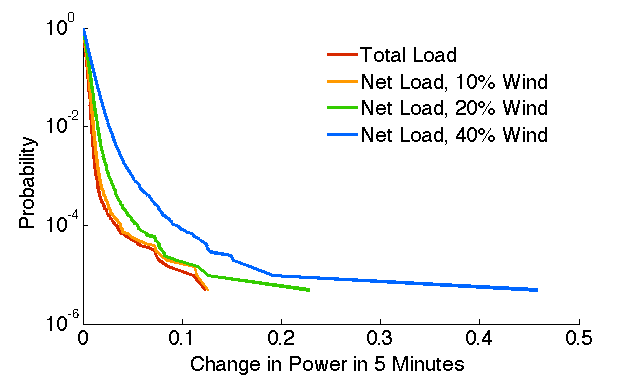 10^0
10^-2
10^-4
10^-6
Probability
Total Load
Net Load, 10% Wind
Net Load, 20% Wind
Net Load, 40% Wind
0 0.1 0.2 0.3 0.4 0.5
Change in Power in 5 Minutes